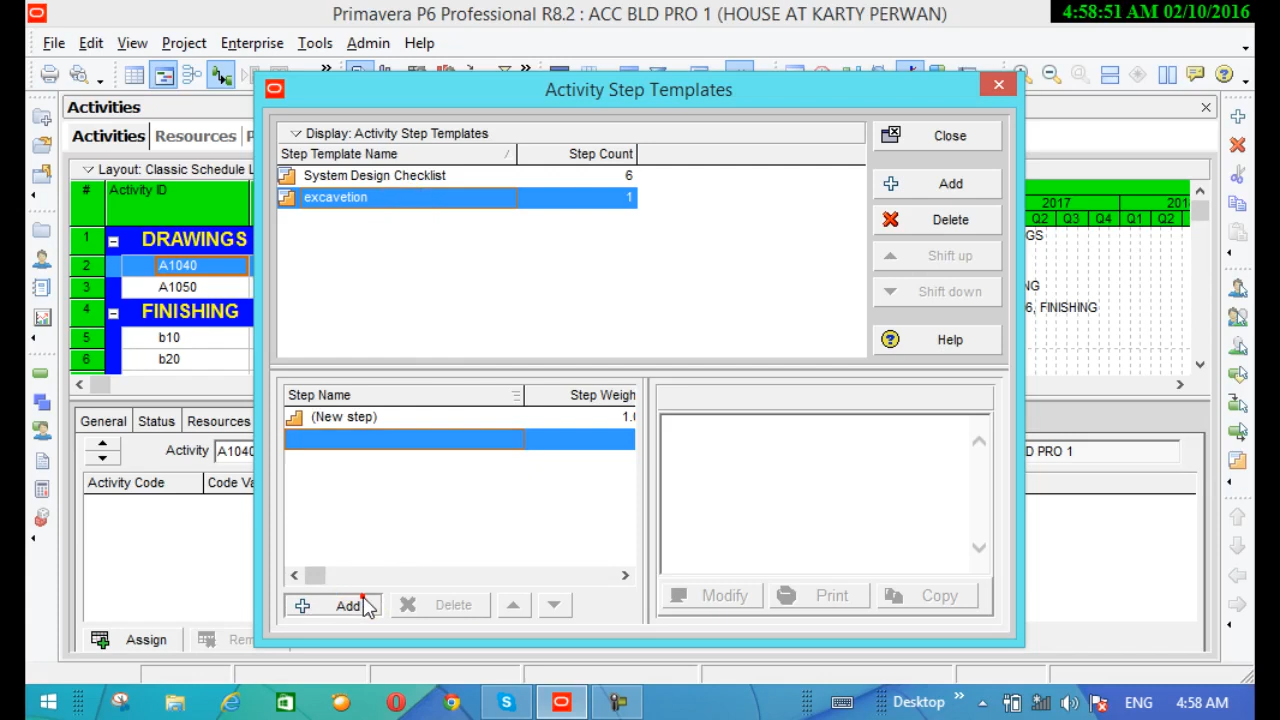 Primavera P6 Professional R8.2 : ACC BLD PRO 1 (HOUSE AT KARTY PERWAN)
4:58:51 AM 02/10/2016
File Edit View Project Enterprise Tools Admin Help
Activity Step Templates
Activities
Activities Resources
Display: Activity Step Templates
Close
Step Template Name Step Count
Layout: Classic Schedule L
System Design Checklist 6
Add
# Activity ID
excavetion 1
2017
Q2 Q3 Q4 Q1 Q2
Delete
1 DRAWINGS
GS
Shift up
2 A1040
3 A1050
NG
Shift down
4 FINISHING
6, FINISHING
5 b10
Help
6 b20
Step Name Step Weigh
General Status Resources
(New step) 1.0
Activity A1040
D PRO 1
Activity Code Code Va
Modify Print Copy
Add Delete
Assign Rem
Desktop
ENG
4:58 AM